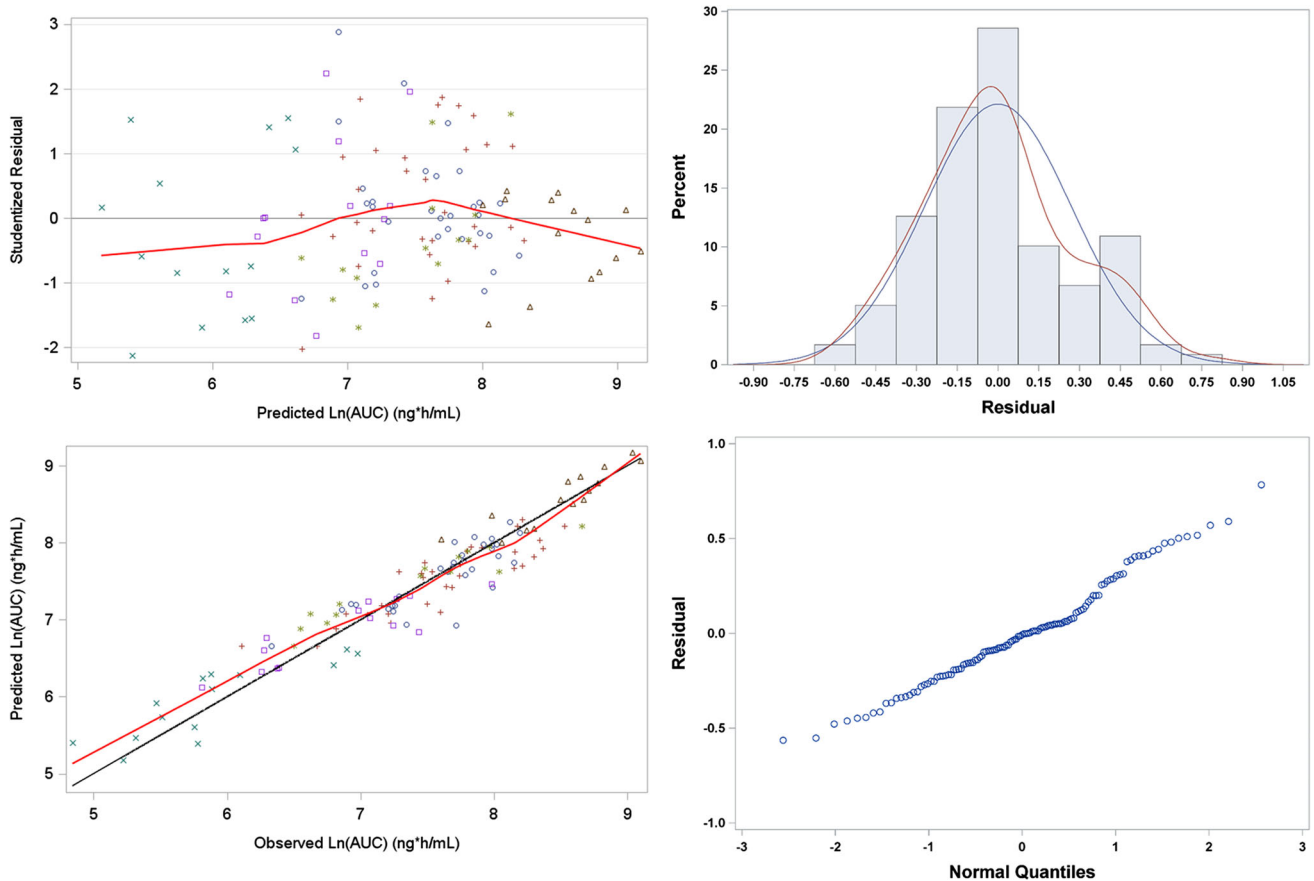 3
2
1
0
-1
-2
Studentized Residual
5 6 7 8 9
Predicted Ln(AUC) (ng*h/mL)
30
25
20
15
10
5
0
Percent
-0.90 -0.75 -0.60 -0.45 -0.30 -0.15 0.00 0.15 0.30 0.45 0.60 0.75 0.90 1.05
Residual
9
8
7
6
5
Predicted Ln(AUC) (ng*h/mL)
5 6 7 8 9
Observed Ln(AUC) (ng*h/mL)
1.0
0.5
0.0
-0.5
-1.0
Residual
-3 -2 -1 0 1 2 3
Normal Quantiles